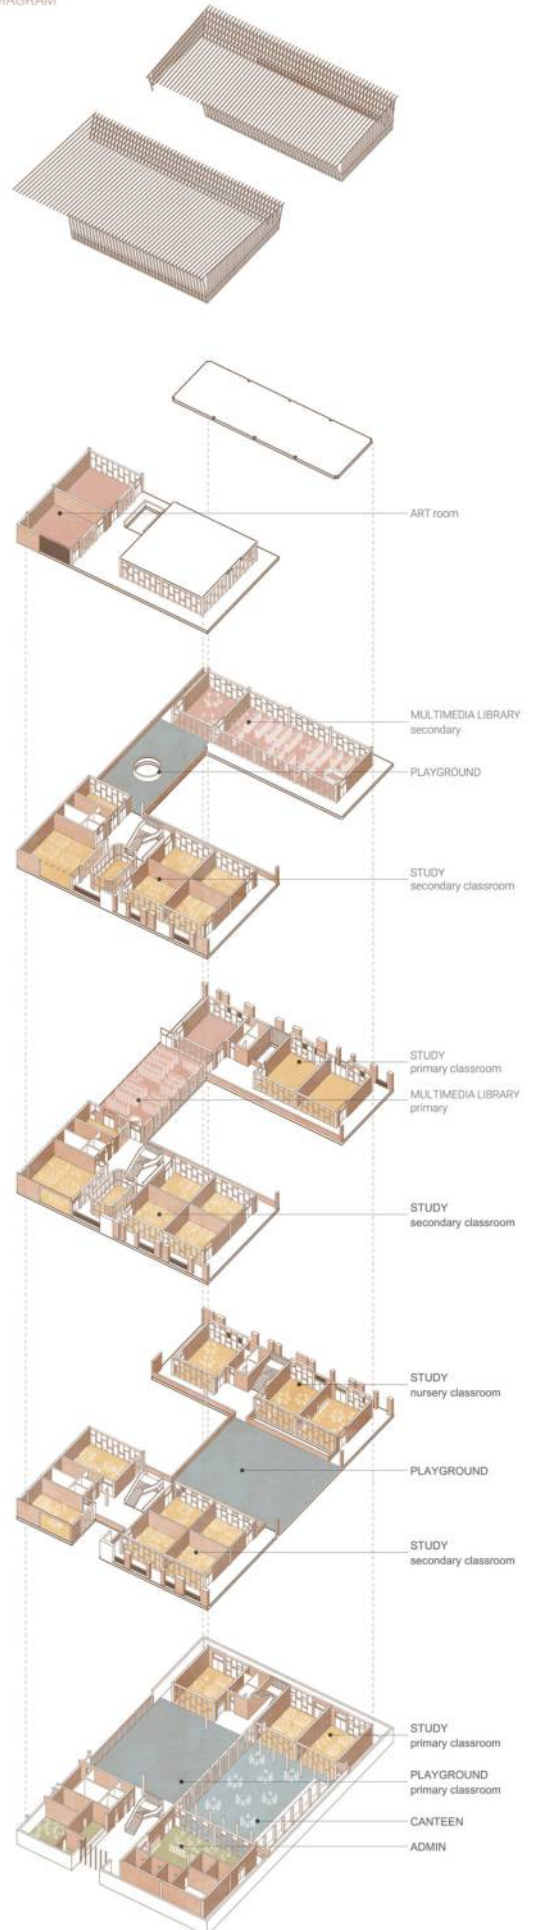 DIAGRAM
ART room
MULTIMEDIA LIBRARY
secondary
PLAYGROUND
STUDY
secondary classroom
STUDY
primary classroom
MULTIMEDIA LIBRARY
primary
STUDY
secondary classroom
STUDY
nursery classroom
PLAYGROUND
STUDY
secondary classroom
STUDY
primary classroom
PLAYGROUND
primary classroom
CANTEEN
ADMIN